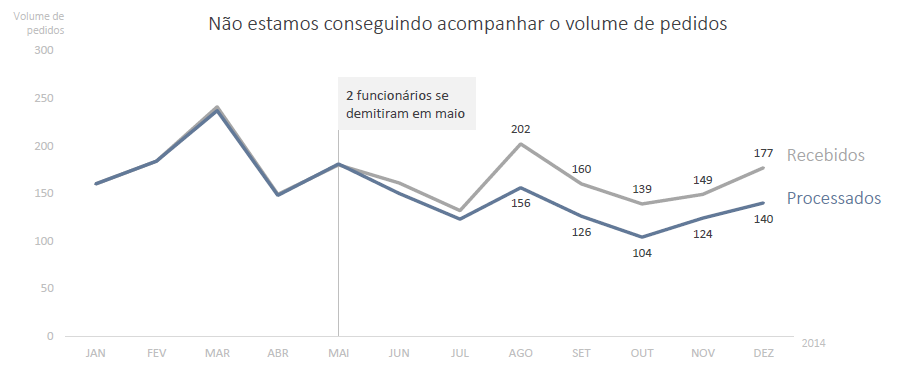 Não estamos conseguindo acompanhar o volume de pedidos
Volume de
pedidos
300
250
200
150
100
50
0
2 funcionários se
demitiram em maio
202
160
139
149
177
Recebidos
156
126
104
124
140
Processados
JAN FEV MAR ABR MAI JUN JUL AGO SET OUT NOV DEZ
2014